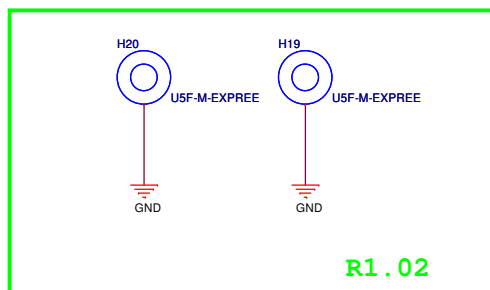 H20
H19
U5F-M-EXPREE
U5F-M-EXPREE
GND
GND
R1.02